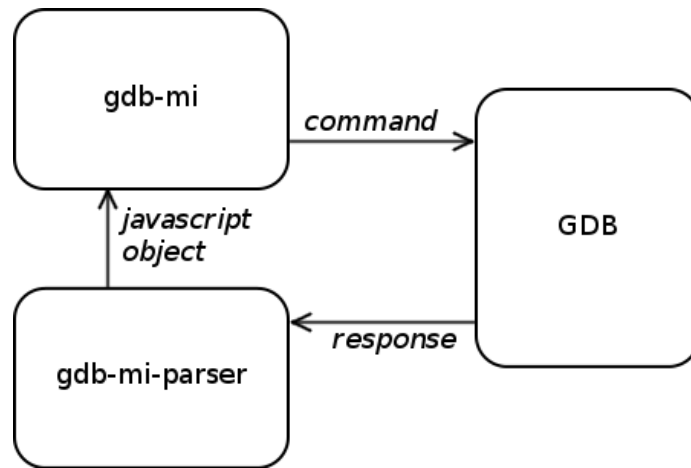 gdb-mi
command
javascript
object
GDB
response
gdb-mi-parser